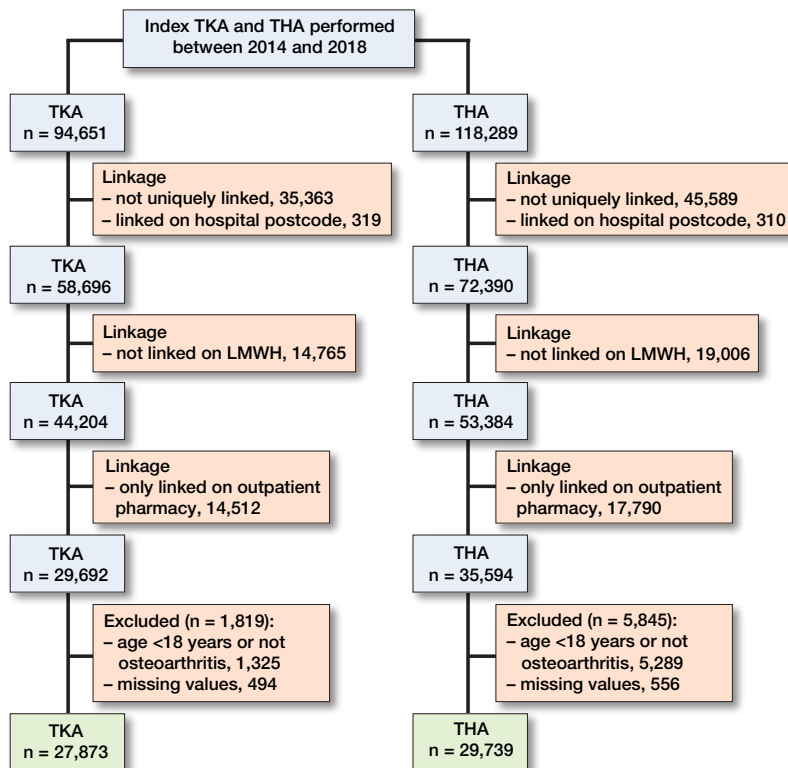 Index TKA and THA performed
between 2014 and 2018
TKA
n = 94,651
THA
n = 118,289
Linkage
– not uniquely linked, 35,363
– linked on hospital postcode, 319
Linkage
– not uniquely linked, 45,589
– linked on hospital postcode, 310
TKA
n = 58,696
THA
n = 72,390
Linkage
– not linked on LMWH, 14,765
Linkage
– not linked on LMWH, 19,006
TKA
n = 44,204
THA
n = 53,384
Linkage
– only linked on outpatient
pharmacy, 14,512
Linkage
– only linked on outpatient
pharmacy, 17,790
TKA
n = 29,692
THA
n = 35,594
Excluded (n = 1,819):
– age <18 years or not
osteoarthritis, 1,325
– missing values, 494
Excluded (n = 5,845):
– age <18 years or not
osteoarthritis, 5,289
– missing values, 556
TKA
n = 27,873
THA
n = 29,739